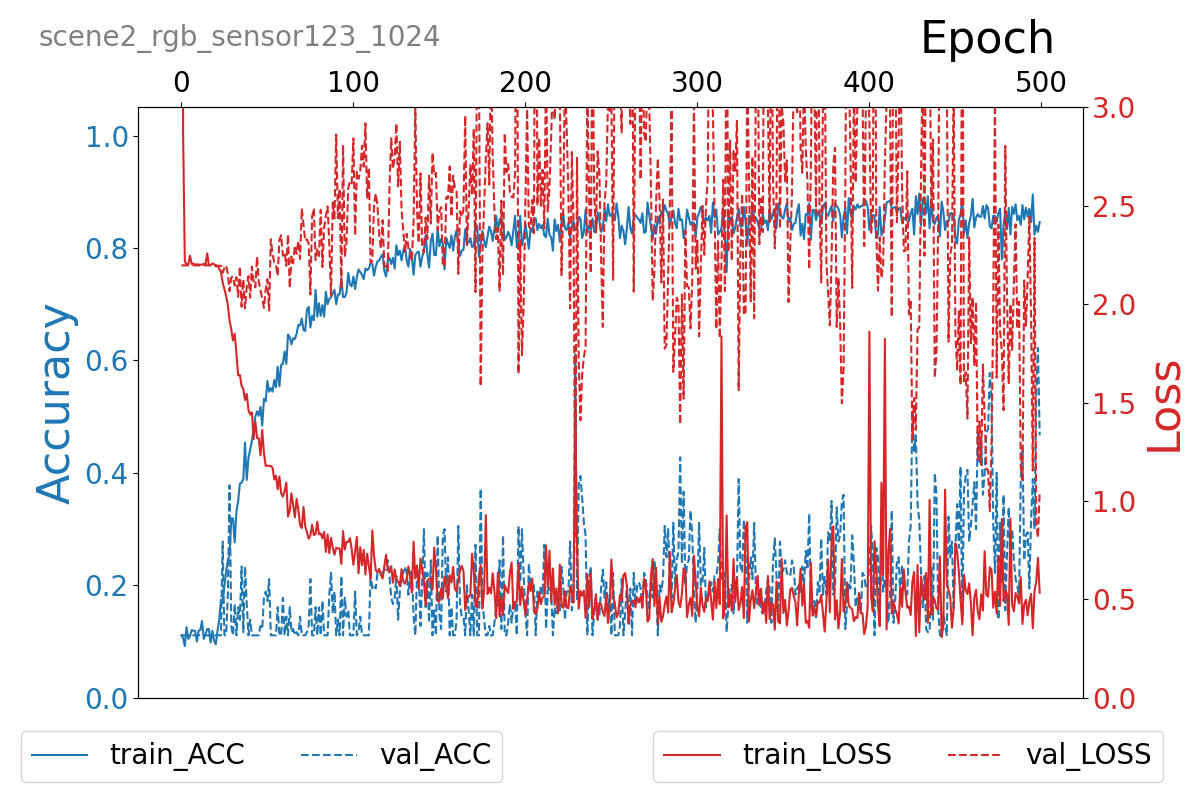 scene2_rgb_sensor123_1024
Epoch
0 100 200 300 400 500
1.0
0.8
0.6
0.4
0.2
0.0
Accuracy
3.0
2.5
2.0
1.5
1.0
0.5
0.0
Loss
train_ACC val_ACC
train_LOSS val_LOSS